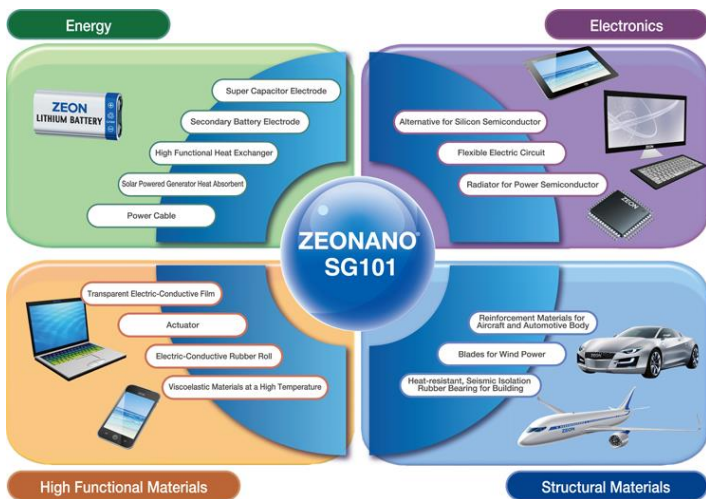 Energy
Electronics
ZEON
LITHIUM BATTERY
Super Capacitor Electrode
Secondary Battery Electrode
High Functional Heat Exchanger
Solar Powered Generator Heat Absorbent
Power Cable
Alternative for Silicon Semiconductor
Flexible Electric Circuit
Radiator for Power Semiconductor
ZEON
ZEONANO®
SG101
Transparent Electric-Conductive Film
Actuator
Electric-Conductive Rubber Roll
Viscoelastic Materials at a High Temperature
Reinforcement Materials for
Aircraft and Automotive Body
Blades for Wind Power
Heat-resistant, Seismic Isolation
Rubber Bearing for Building
ZEON
High Functional Materials
Structural Materials